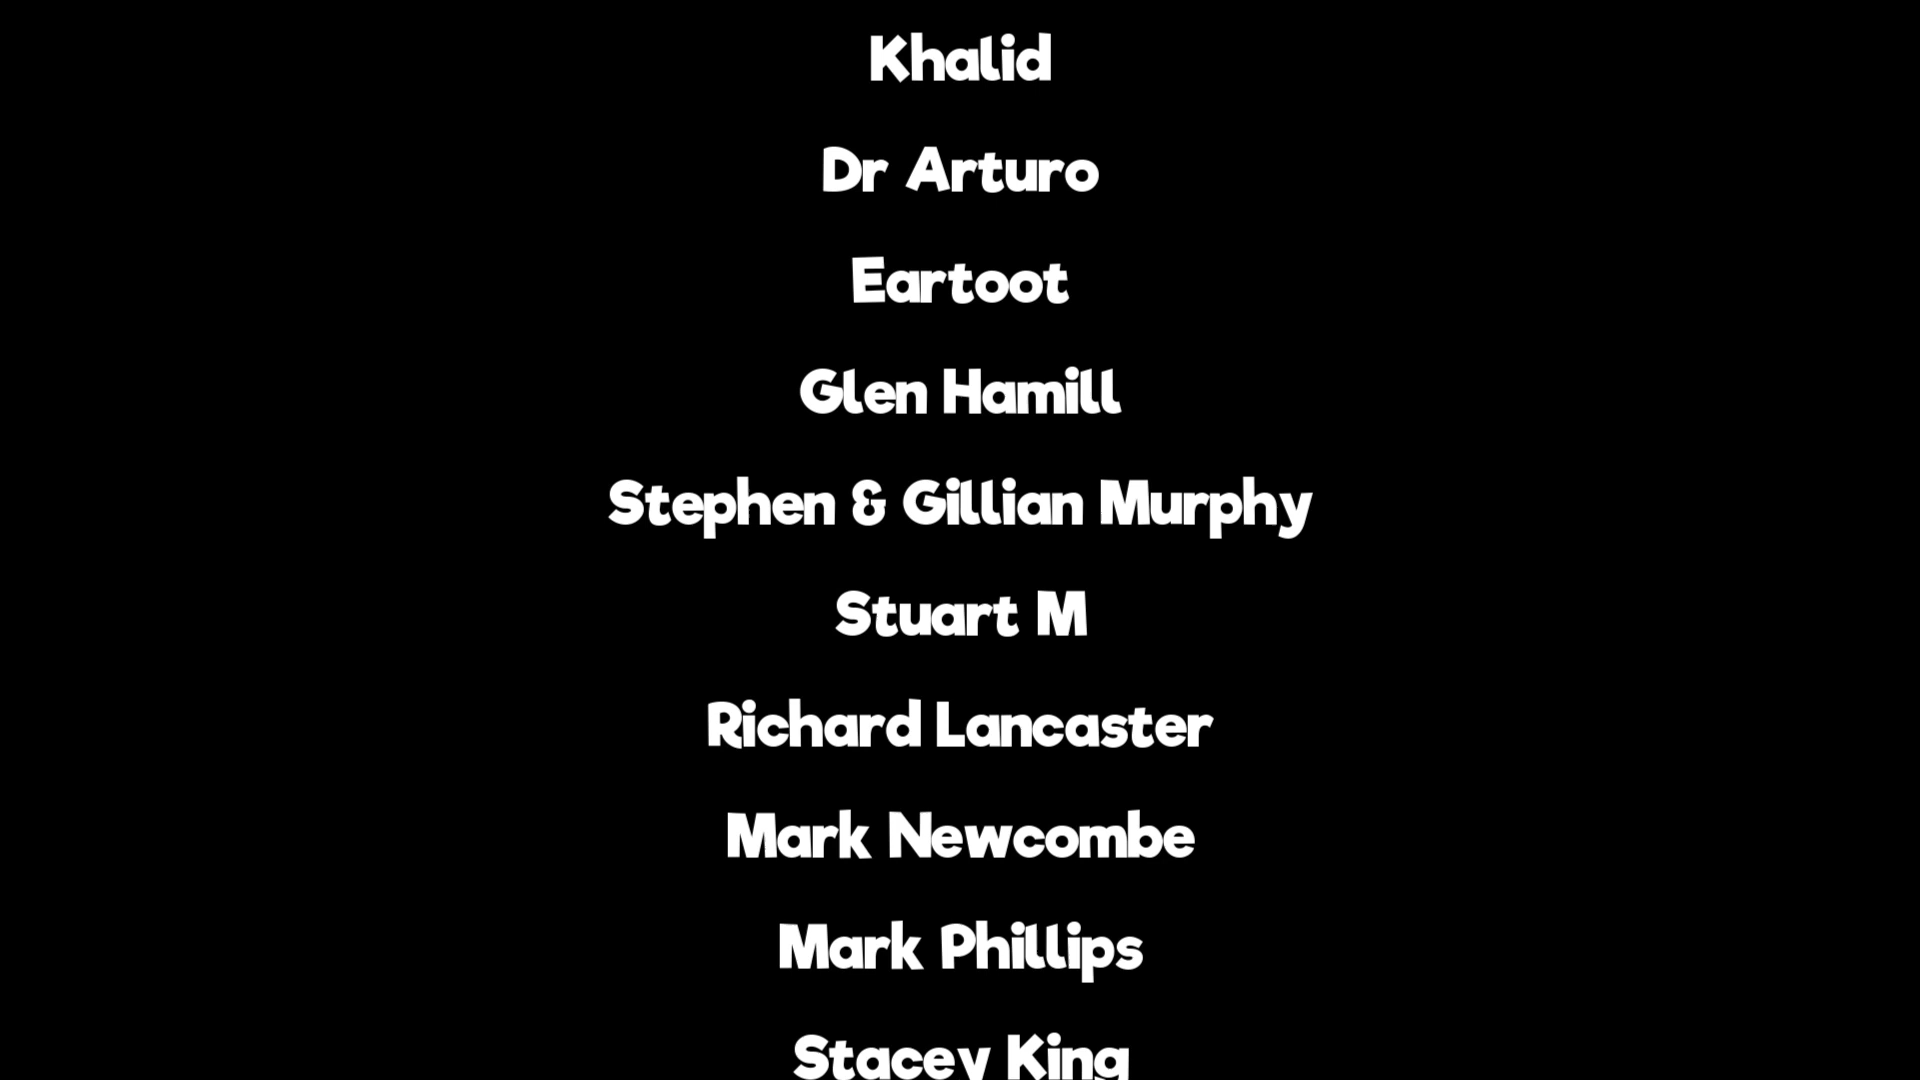 Khalid
Dr Arturo
Eartoot
Glen Hamill
Stephen & Gillian Murphy
Stuart M
Richard Lancaster
Mark Newcombe
Mark Phillips
Stacey King